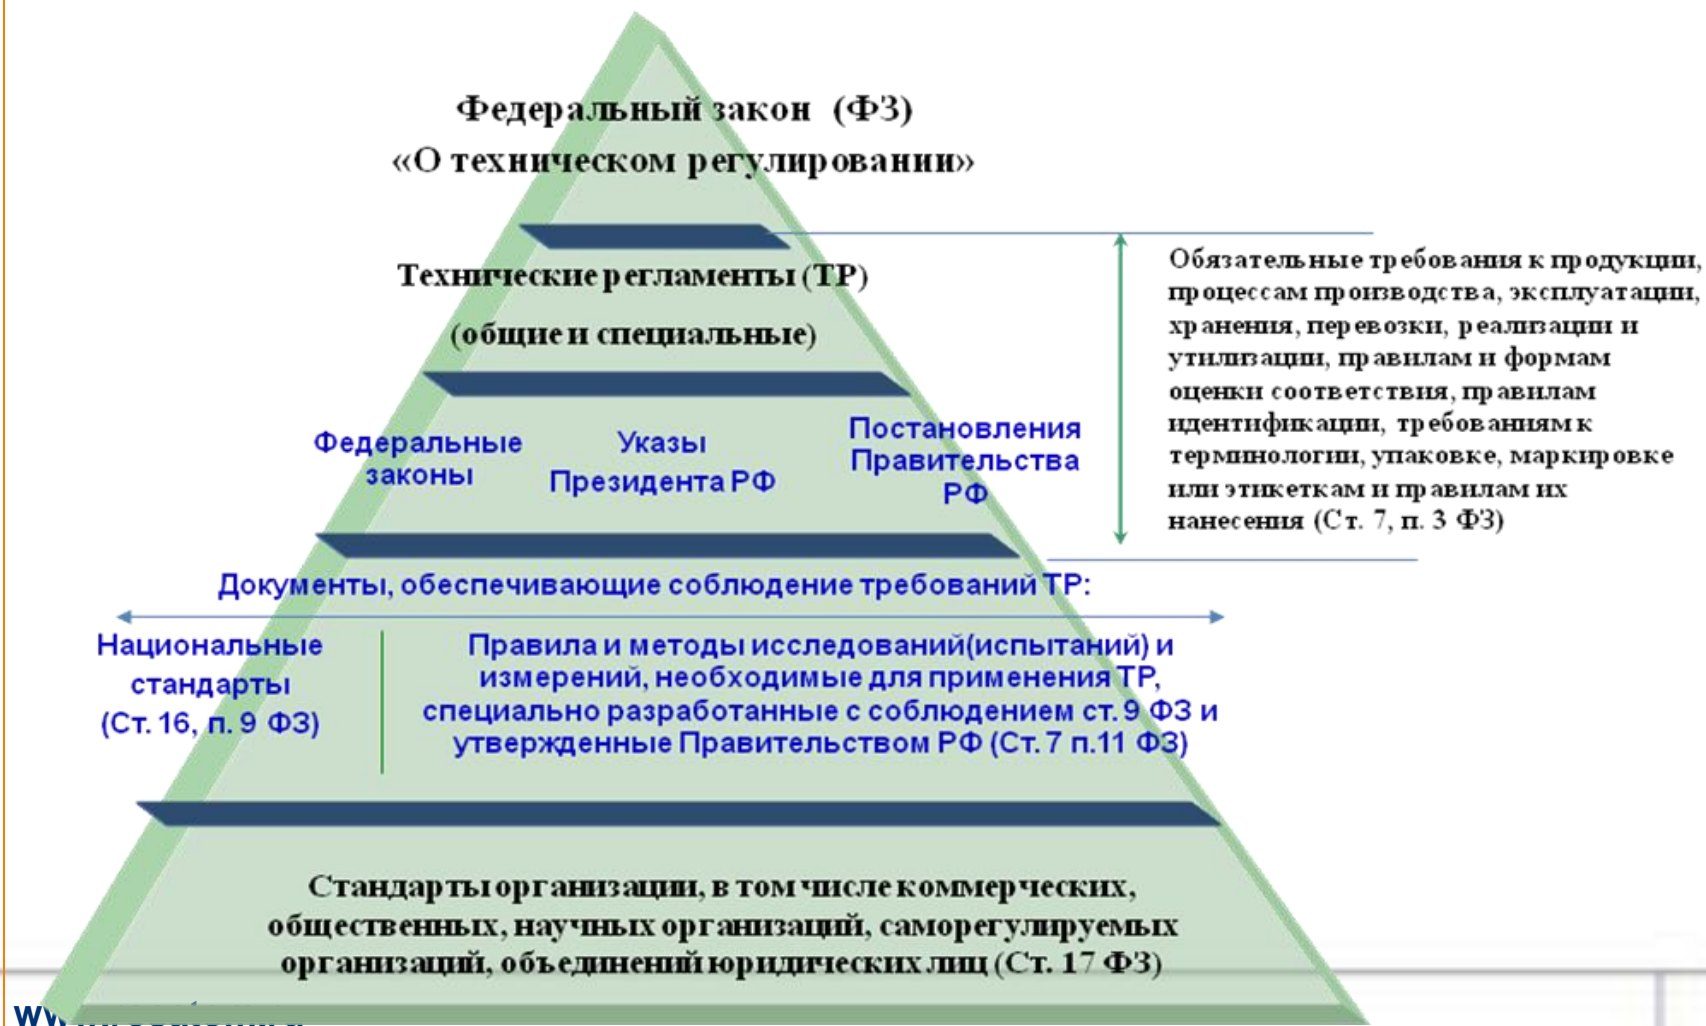 Федеральный закон (ФЗ)
«О техническом регулировании»
Технические регламенты (ТР)
(общие и специальные)
Обязательные требования к продукции,
процессам производства, эксплуатации,
хранения, перевозки, реализации и
утилизации, правилам и формам
оценки соответствия, правилам
идентификации, требованиям к
терминологии, упаковке, маркировке
или этикеткам и правилам их
нанесения (Ст. 7, п. 3 ФЗ)
Федеральные
законы
Указы
Президента РФ
Постановления
Правительства
РФ
Документы, обеспечивающие соблюдение требований ТР:
Национальные
стандарты
(Ст. 16, п. 9 ФЗ)
Правила и методы исследований(испытаний) и
измерений, необходимые для применения ТР,
специально разработанные с соблюдением ст. 9 ФЗ и
утвержденные Правительством РФ (Ст. 7 п.11 ФЗ)
Стандарты организации, в том числе коммерческих,
общественных, научных организаций, саморегулируемых
организаций, объединений юридических лиц (Ст. 17 ФЗ)